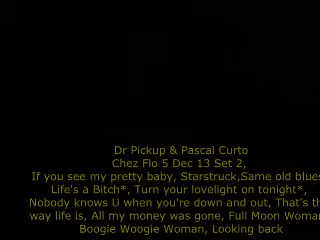 Dr Pickup & Pascal Curto
Chez Flo 5 Dec 13 Set 2,
If you see my pretty baby, Starstruck,Same old blues
Life's a Bitch*, Turn your lovelight on tonight*,
Nobody knows U when you're down and out, That's th
way life is, All my money was gone, Full Moon Woman
Boogie Woogie Woman, Looking back